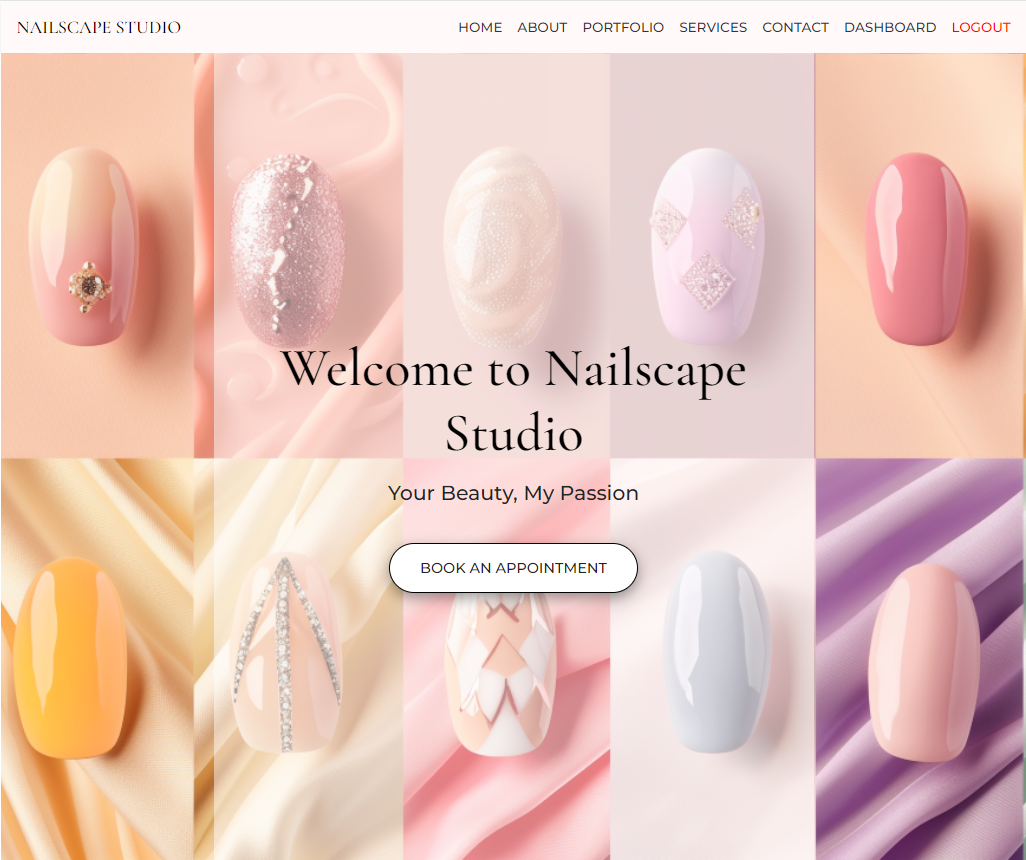 NAILSCAPE STUDIO
HOME ABOUT PORTFOLIO SERVICES CONTACT DASHBOARD LOGOUT
Welcome to Nailscape
Studio
Your Beauty, My Passion
BOOK AN APPOINTMENT